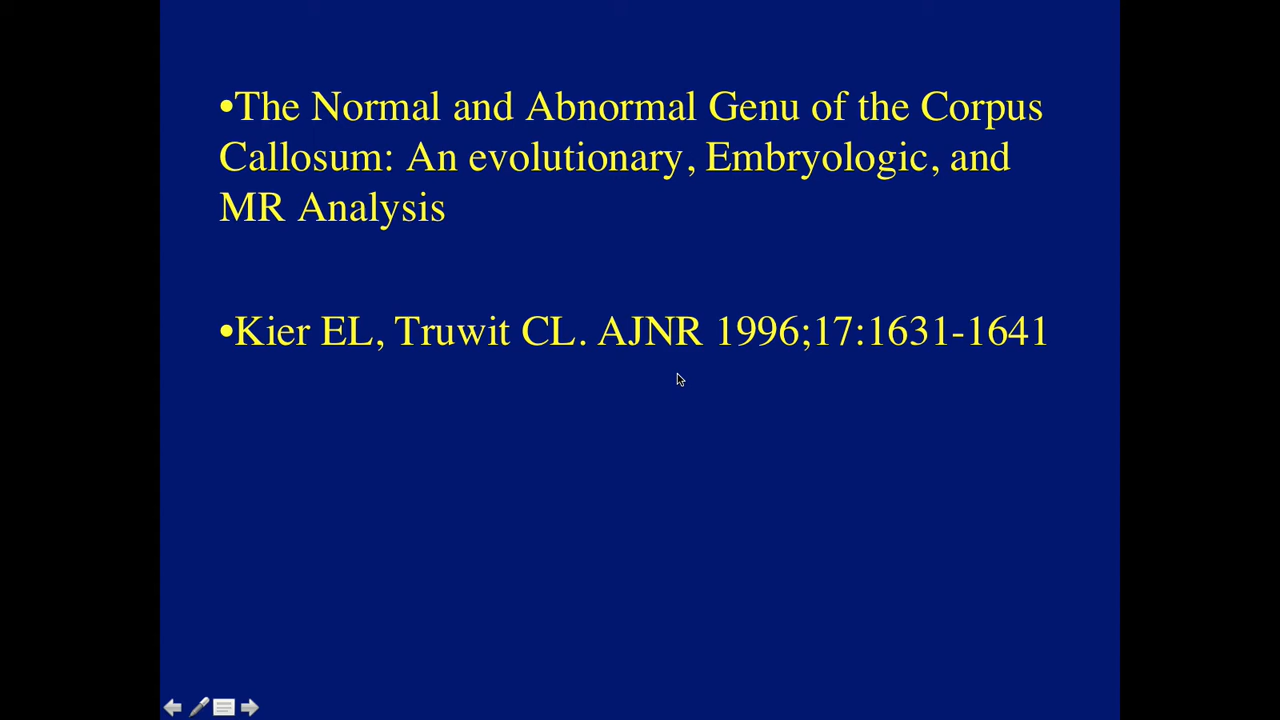 •The Normal and Abnormal Genu of the Corpus
Callosum: An evolutionary, Embryologic, and
MR Analysis
•Kier EL, Truwit CL. AJNR 1996;17:1631-1641